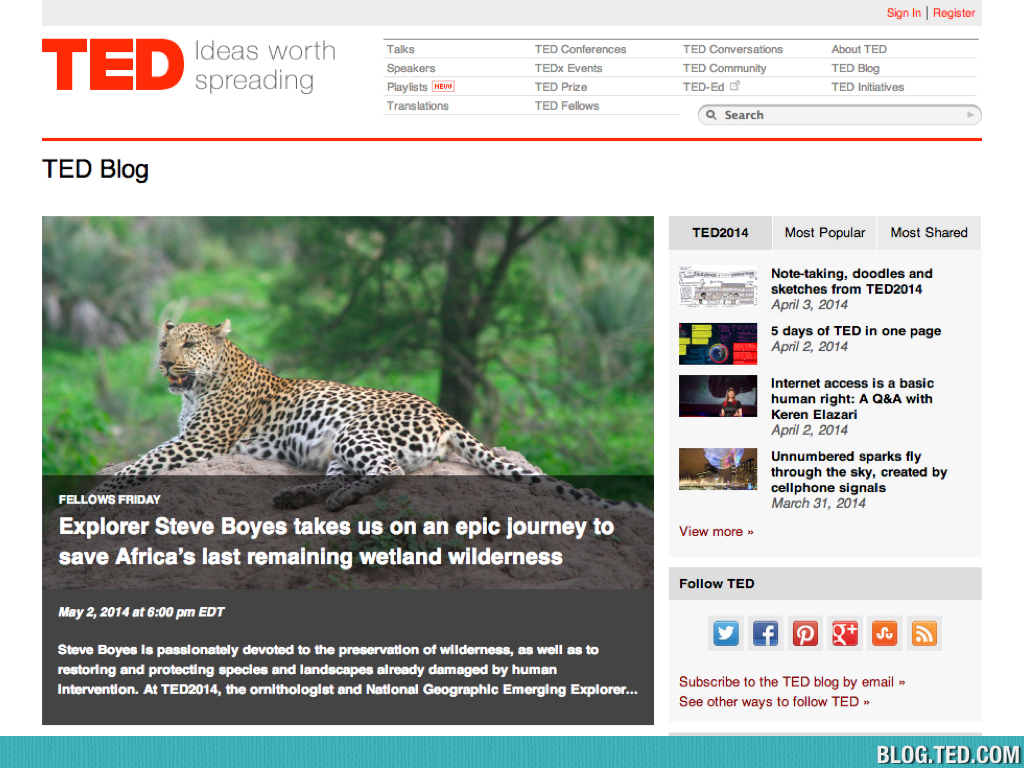 Sign In | Register
TED Ideas worth
spreading
Talks
Speakers
Playlists NEW!
Translations
TED Conferences
TEDx Events
TED Prize
TED Fellows
TED Conversations
TED Community
TED-Ed
About TED
TED Blog
TED Initiatives
Search
TED Blog
FELLOWS FRIDAY
Explorer Steve Boyes takes us on an epic journey to
save Africa’s last remaining wetland wilderness
May 2, 2014 at 6:00 pm EDT
Steve Boyes is passionately devoted to the preservation of wilderness, as well as to
restoring and protecting species and landscapes already damaged by human
intervention. At TED2014, the ornithologist and National Geographic Emerging Explorer...
TED2014
Most Popular
Most Shared
Note-taking, doodles and
sketches from TED2014
April 3, 2014
5 days of TED in one page
April 2, 2014
Internet access is a basic
human right: A Q&A with
Keren Elazari
April 2, 2014
Unnumbered sparks fly
through the sky, created by
cellphone signals
March 31, 2014
View more »
Follow TED
Subscribe to the TED blog by email »
See other ways to follow TED »
BLOG.TED.COM